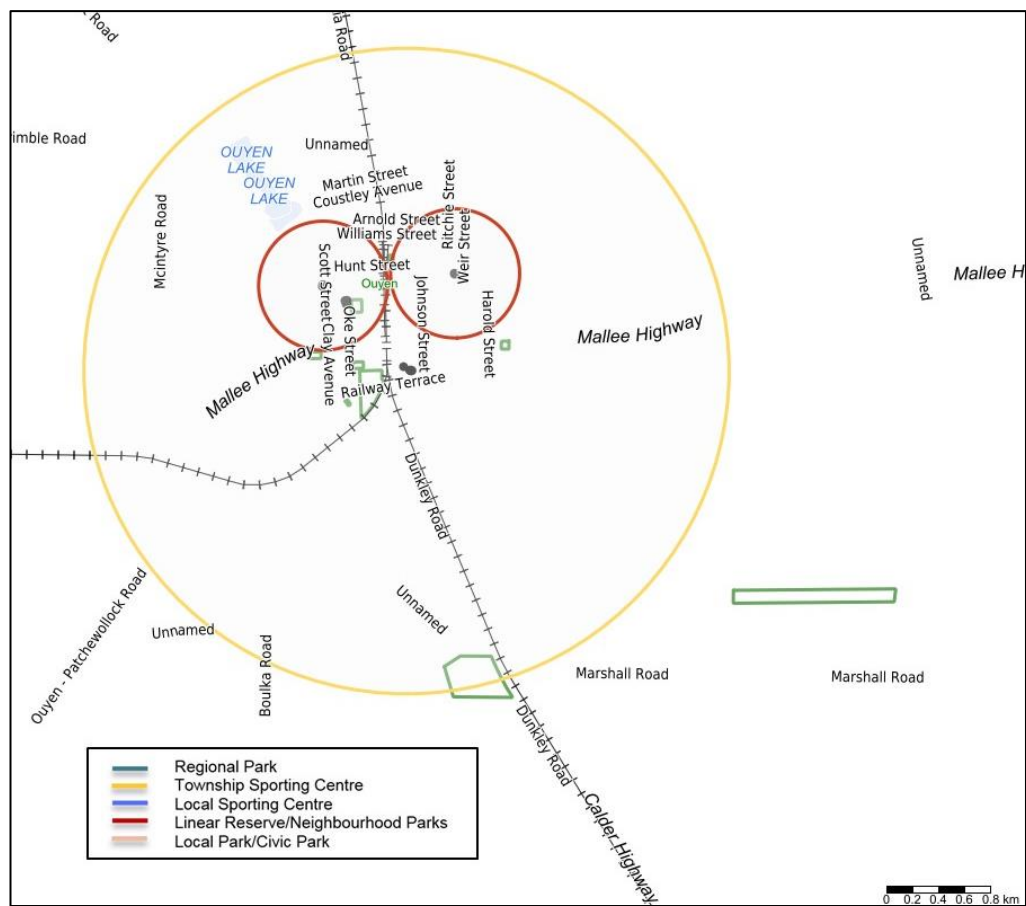 Road
ia Road
imble Road
Unnamed
OUYEN
LAKE
OUYEN
LAKE
Martin Street
Coustley Avenue
Mcintyre Road
Arnold Street
Williams Street
Ritchie Street
Weir Street
Hunt Street
Ouyen
Scott Street
Clay Avenue
Oke Street
Johnson Street
Harold Street
Unnamed
Mallee H
Mallee Highway
Mallee Highway
Railway Terrace
Dunkley Road
Ouyen - Patchewollock Road
Unnamed
Boulka Road
Unnamed
Marshall Road
Marshall Road
Dunkley Road
Calder Highway
Regional Park
Township Sporting Centre
Local Sporting Centre
Linear Reserve/Neighbourhood Parks
Local Park/Civic Park
0 0.2 0.4 0.6 0.8 km